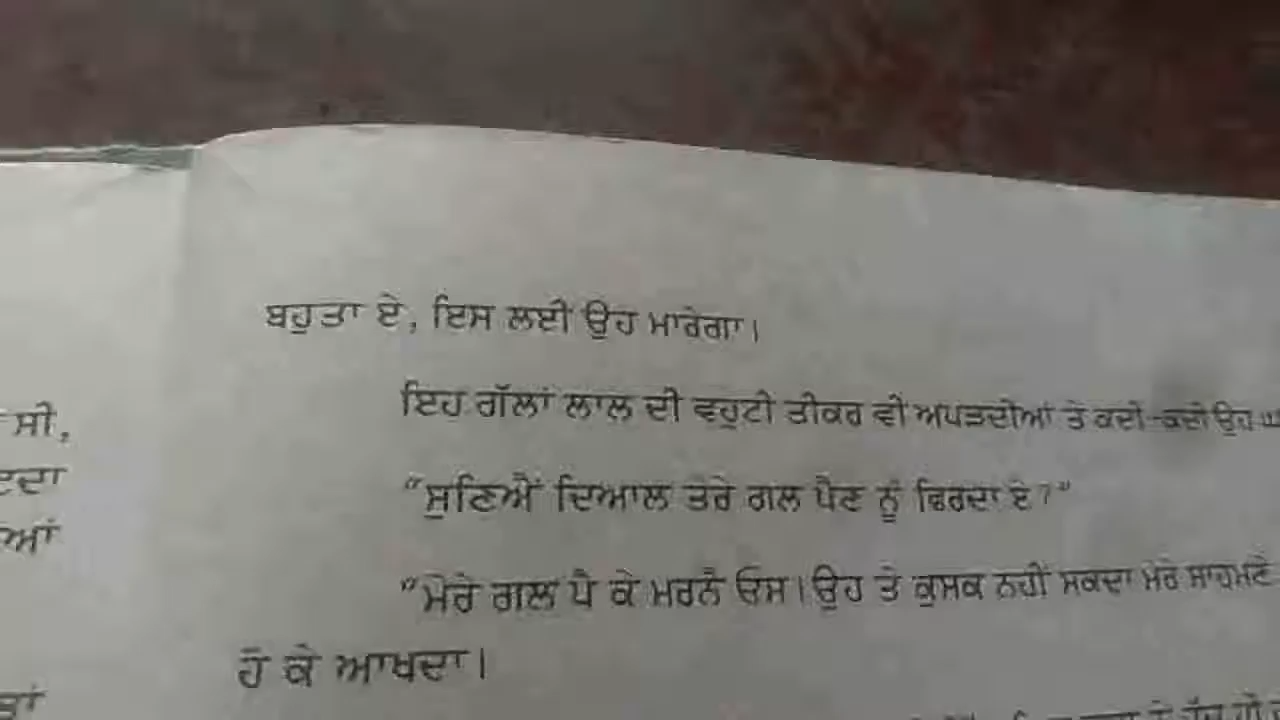 ਬਹੁਤਾ ਏ, ਇਸ ਲਈ ਉਹ ਮਾਰੇਗਾ।
ਇਹ ਗੱਲਾਂ ਲਾਲ ਦੀ ਵਹੁਟੀ ਤੀਕਰ ਵੀ ਅਪੜਦੀਆਂ ਤੇ ਕਦੀ-ਕਦੀ ਉਹ
ਸੀ,
“ਸੁਣਿਐਂ ਦਿਆਲ ਤੇਰੇ ਗਲ ਪੈਣ ਨੂੰ ਫਿਰਦਾ ਏ?”
“ਮੇਰੇ ਗਲ ਪੈ ਕੇ ਮਰਨੈ ਓਸ। ਉਹ ਤੇ ਕੁਸਕ ਨਹੀਂ ਸਕਦਾ ਮੇਰੇ ਸਾਹਮਣੇ
ਹੋ ਕੇ ਆਖਦਾ।